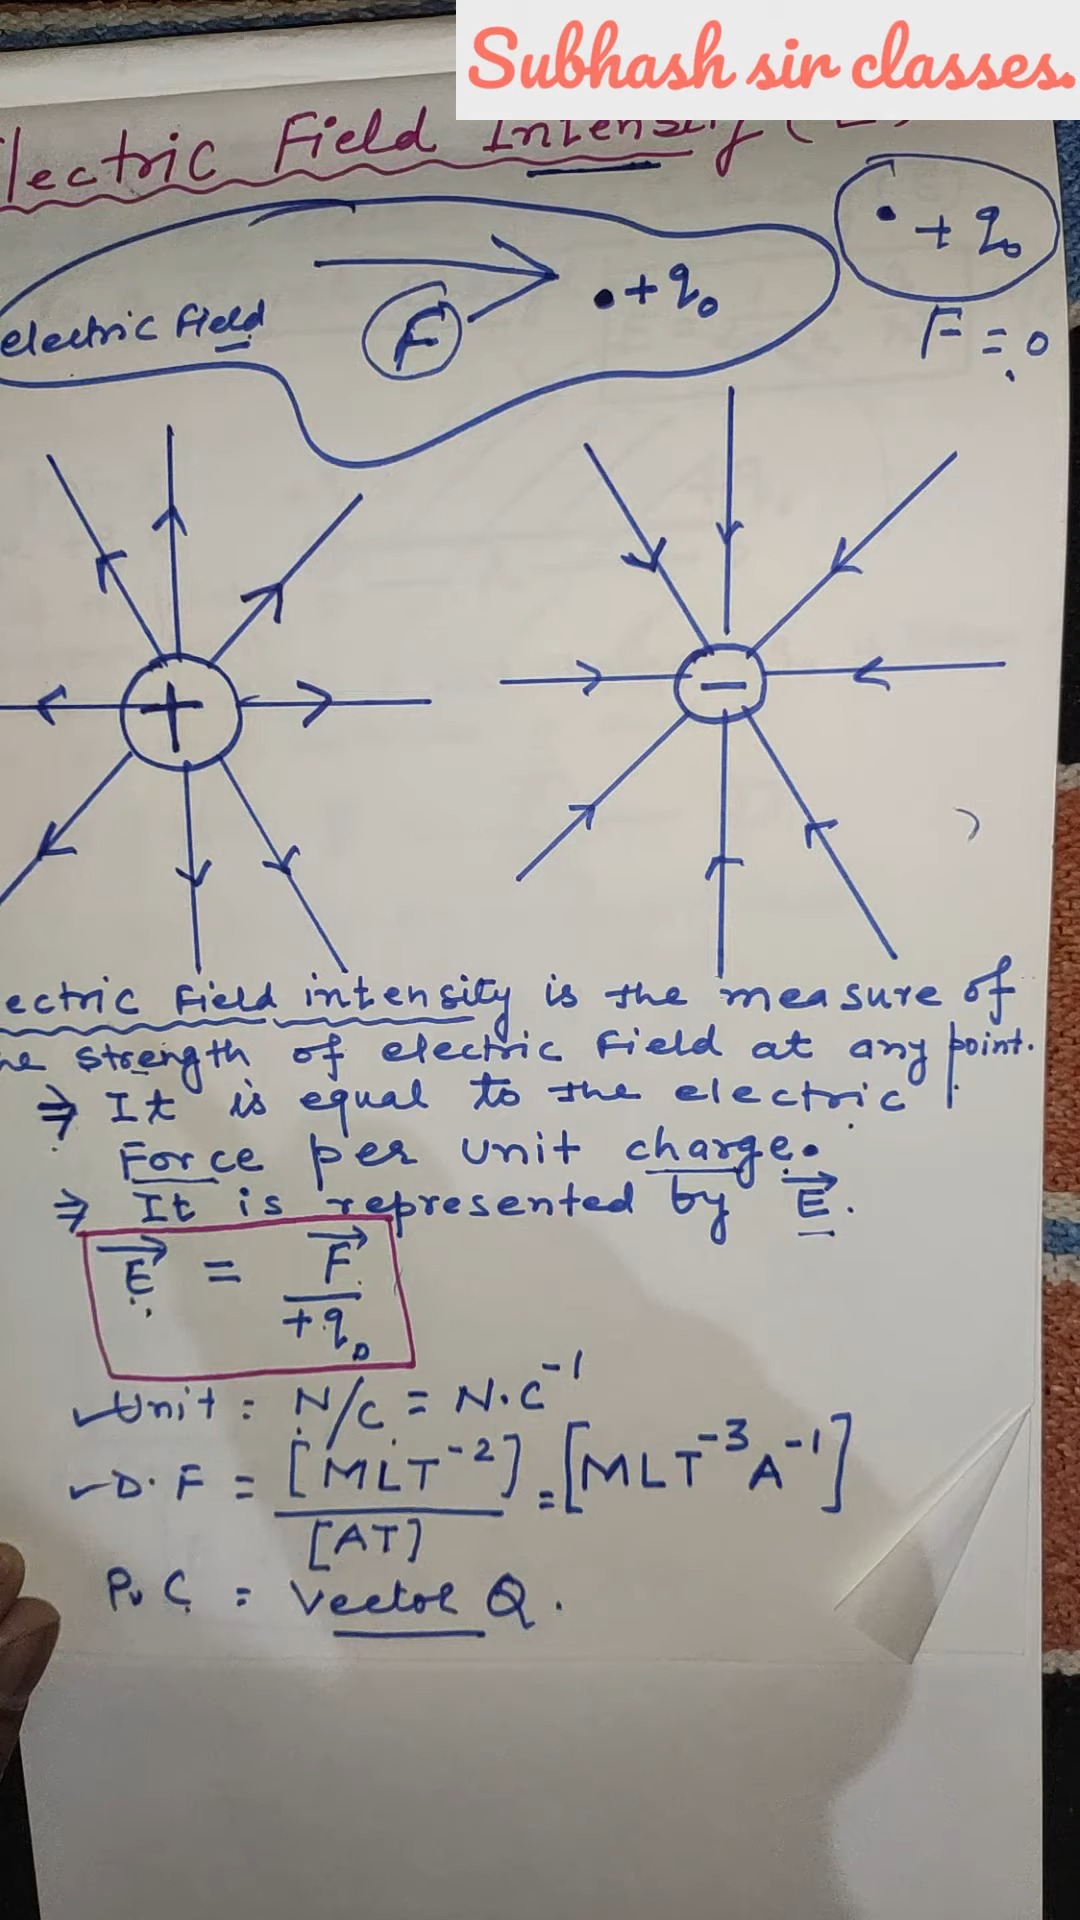 Subhash sir classes.
lectric Field Intensity (E)
• + q₀
electric Field F • + q₀
F = 0
+ −
ectric Field intensity is the measure of
he strength of electric Field at any point.
⇒ It is equal to the electric
Force per unit charge.
⇒ It is represented by E⃗.
E⃗ = F⃗ / +q₀
✓ Unit = N/C = N.C⁻¹
✓ D.F = [MLT⁻²] / [AT] = [MLT⁻³A⁻¹]
P.C = Vector Q.